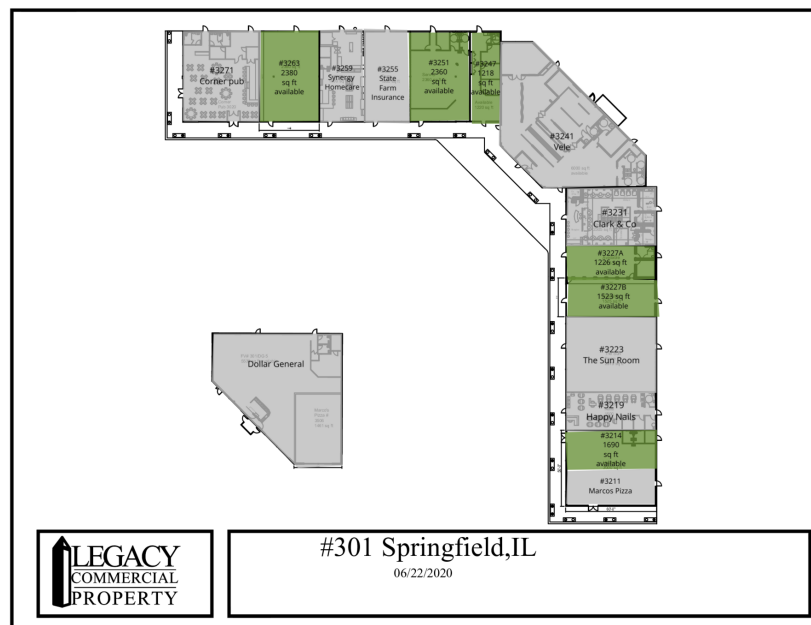 #3271
Corner pub
#3263
2380
sq ft
available
#3259
Synergy
Homecare
#3255
State
Farm
Insurance
#3251
2360
sq ft
available
#3247
1218
sq ft
available
#3241
Vele
#3231
Clark & Co
#3227A
1226 sq ft
available
#3227B
1523 sq ft
available
#3223
The Sun Room
#3219
Happy Nails
#3214
1690
sq ft
available
#3211
Marcos Pizza
Dollar General
LEGACY
COMMERCIAL
PROPERTY
#301 Springfield,IL
06/22/2020